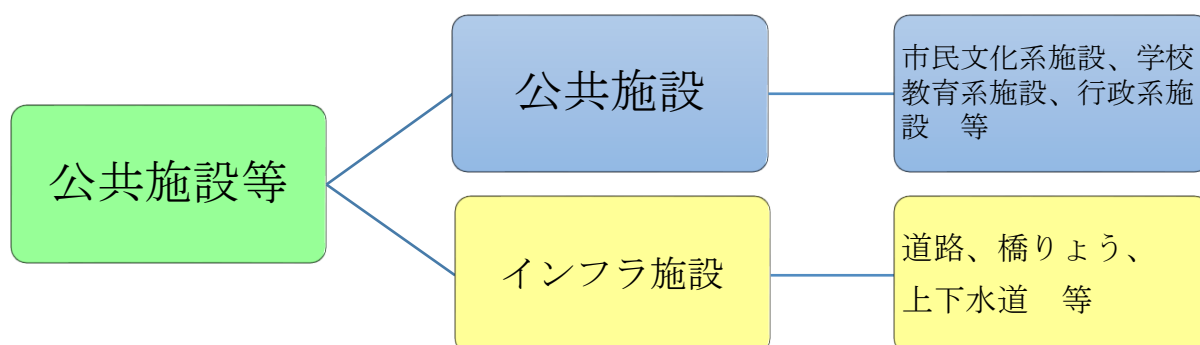 公共施設等
公共施設
市民文化系施設、学校
教育系施設、行政系施
設　等
インフラ施設
道路、橋りょう、
上下水道　等